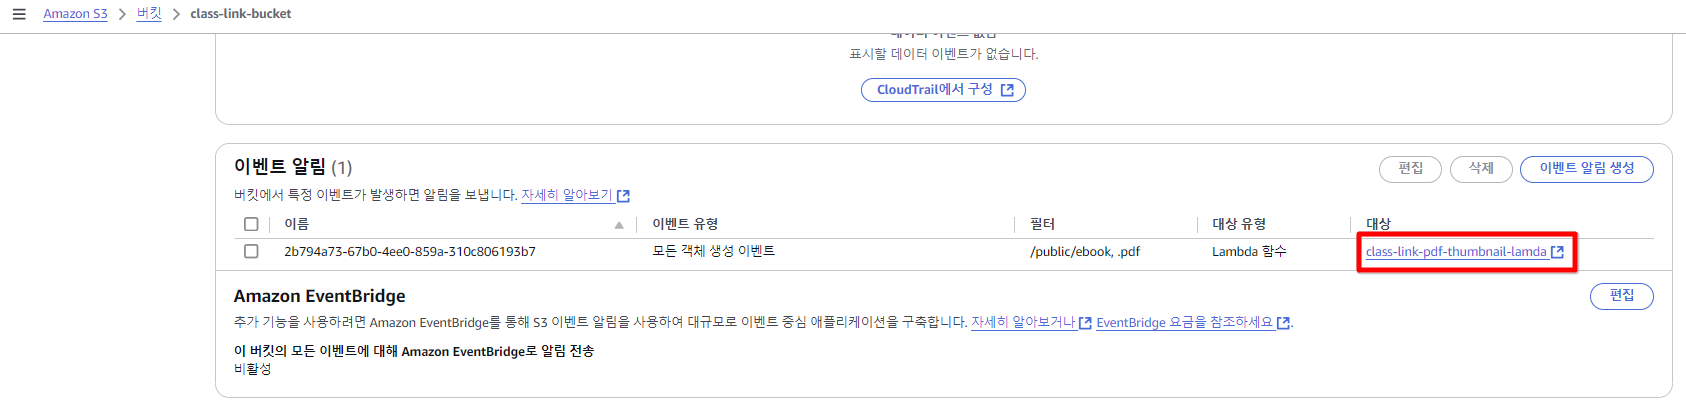 Amazon S3 > 버킷 > class-link-bucket
표시할 데이터 이벤트가 없습니다.
CloudTrail에서 구성
이벤트 알림 (1)
편집 삭제 이벤트 알림 생성
버킷에서 특정 이벤트가 발생하면 알림을 보냅니다. 자세히 알아보기
이름 이벤트 유형 필터 대상 유형 대상
2b794a73-67b0-4ee0-859a-310c806193b7 모든 객체 생성 이벤트 /public/ebook, .pdf Lambda 함수 class-link-pdf-thumbnail-lamda
Amazon EventBridge
편집
추가 기능을 사용하려면 Amazon EventBridge를 통해 S3 이벤트 알림을 사용하여 대규모로 이벤트 중심 애플리케이션을 구축합니다. 자세히 알아보거나 EventBridge 요금을 참조하세요.
이 버킷의 모든 이벤트에 대해 Amazon EventBridge로 알림 전송
비활성